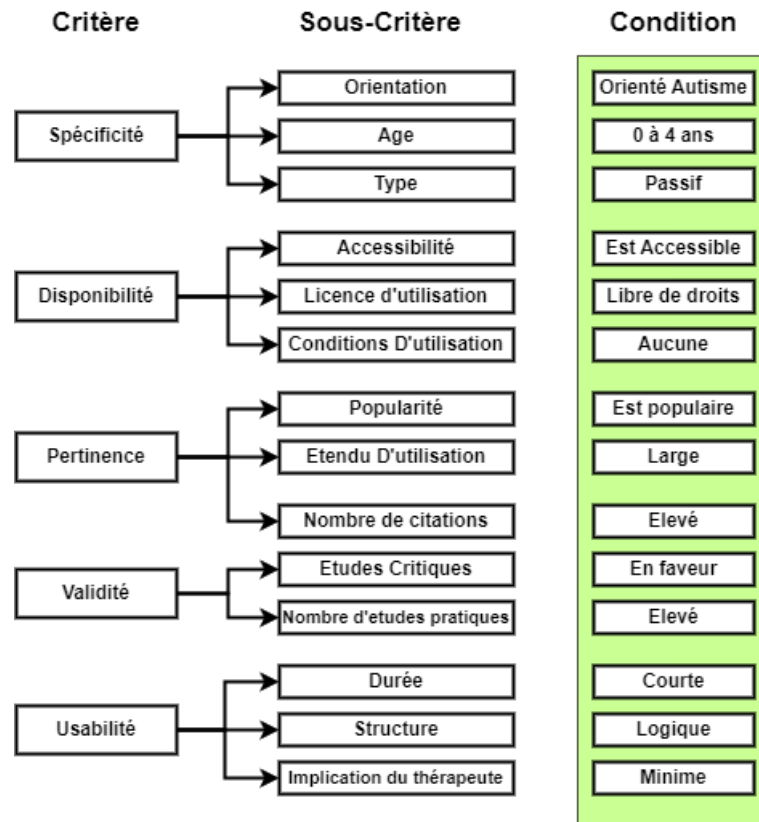 Critère Sous-Critère Condition
Orientation Orienté Autisme
Spécificité Age 0 à 4 ans
Type Passif
Accessibilité Est Accessible
Disponibilité Licence d'utilisation Libre de droits
Conditions D'utilisation Aucune
Popularité Est populaire
Pertinence Etendu D'utilisation Large
Nombre de citations Elevé
Etudes Critiques En faveur
Validité
Nombre d'etudes pratiques Elevé
Durée Courte
Usabilité Structure Logique
Implication du thérapeute Minime